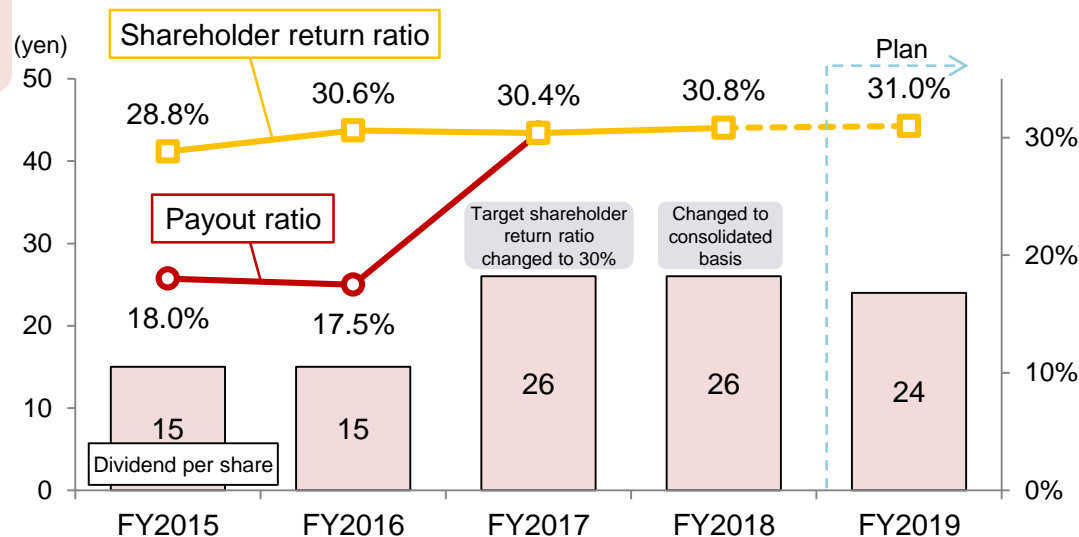 (yen)
Shareholder return ratio
Plan
50
28.8%
30.6%
30.4%
30.8%
31.0%
30%
40
Payout ratio
Target shareholder
return ratio
changed to 30%
Changed to
consolidated
basis
30
20%
18.0%
17.5%
20
26
26
24
10%
15
15
10
Dividend per share
0
0%
FY2015
FY2016
FY2017
FY2018
FY2019